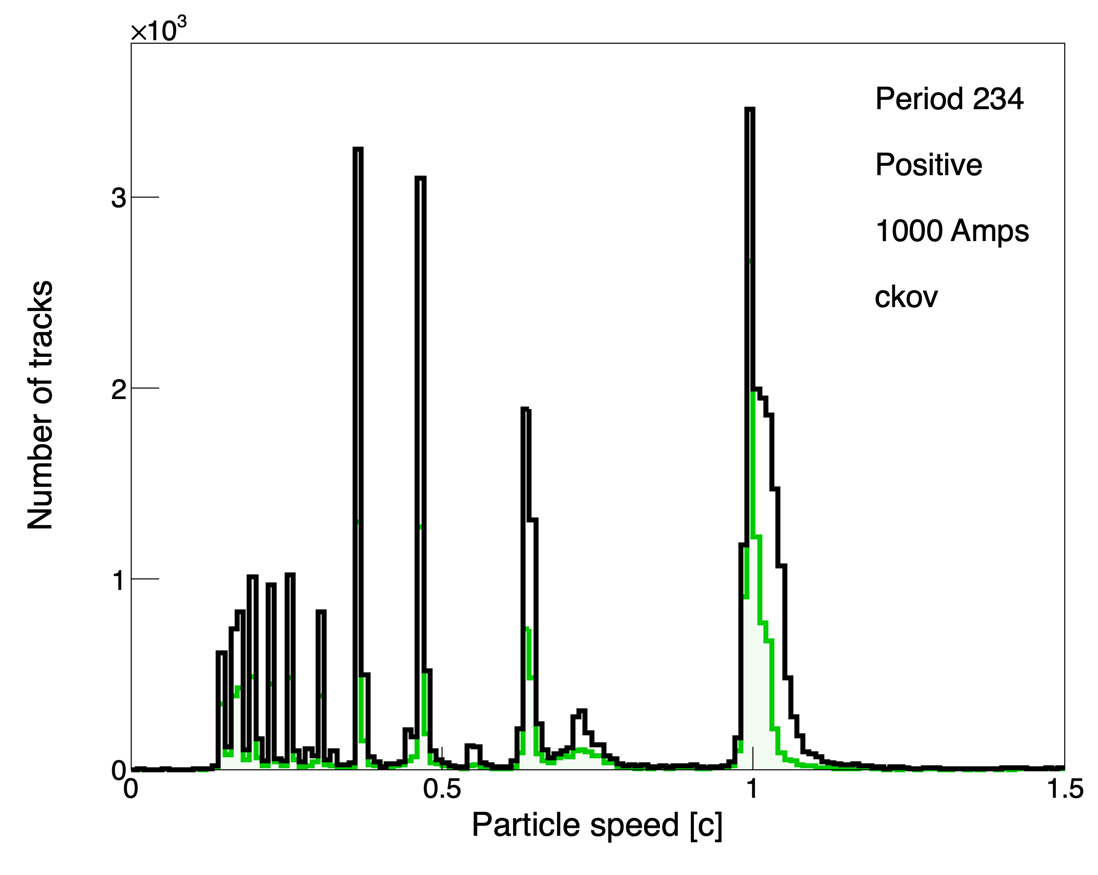 ×10³
Period 234
Positive
1000 Amps
ckov
Number of tracks
3
2
1
0
0 0.5 1 1.5
Particle speed [c]